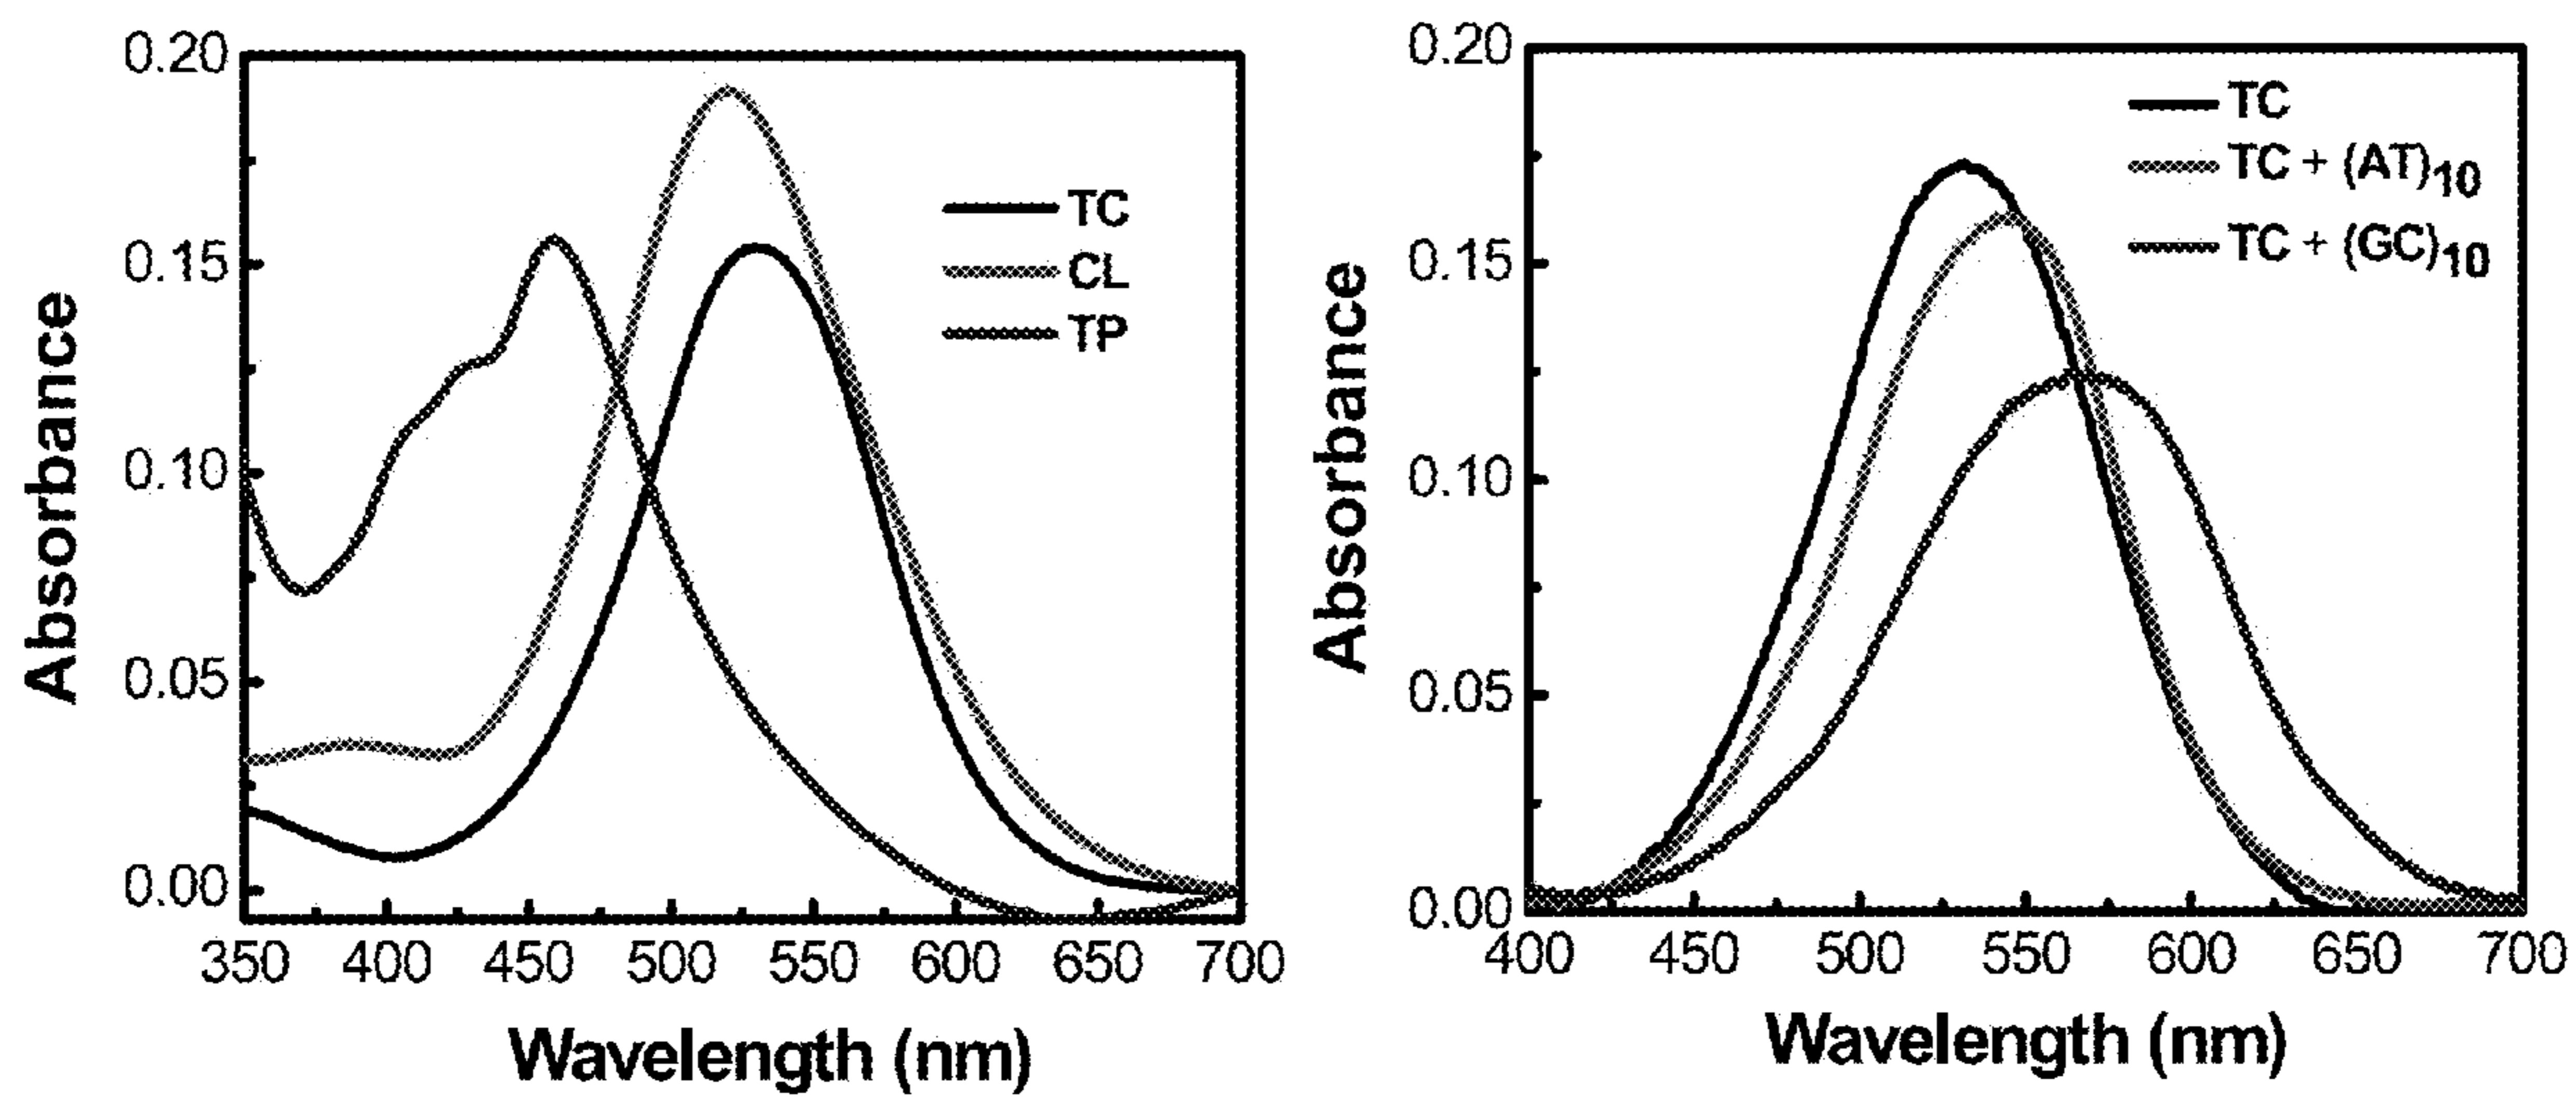 0.20
0.15
0.10
0.05
0.00
Absorbance
350 400 450 500 550 600 650 700
Wavelength (nm)
TC
CL
TP
0.20
0.15
0.10
0.05
0.00
Absorbance
400 450 500 550 600 650 700
Wavelength (nm)
TC
TC + (AT)10
TC + (GC)10